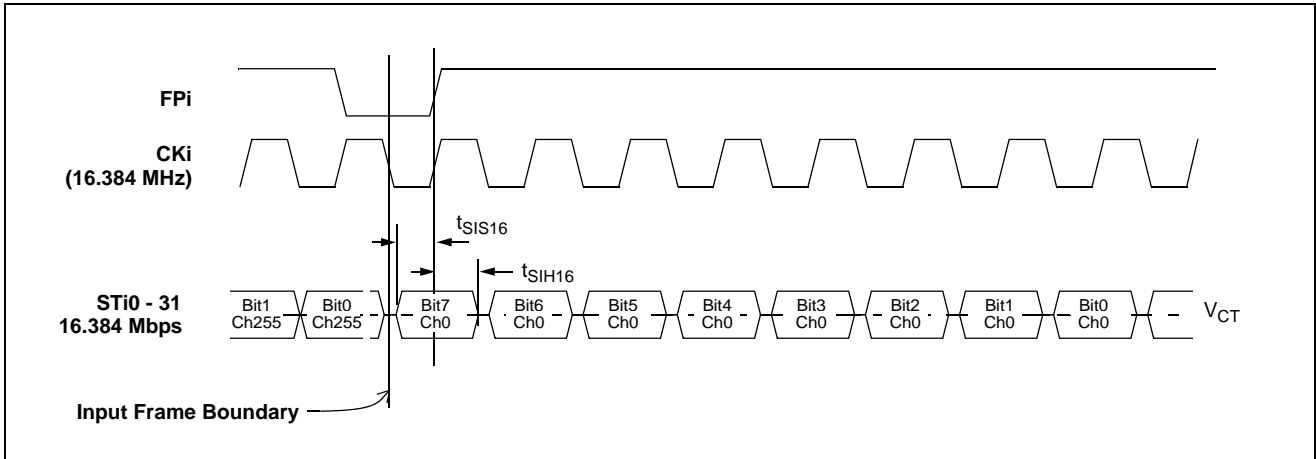 FPi
CKi
(16.384 MHz)
tSIS16
tSIH16
STi0 - 31
16.384 Mbps
Bit1 Bit0 Bit7 Bit6 Bit5 Bit4 Bit3 Bit2 Bit1 Bit0
Ch255 Ch255 Ch0 Ch0 Ch0 Ch0 Ch0 Ch0 Ch0 Ch0
VCT
Input Frame Boundary